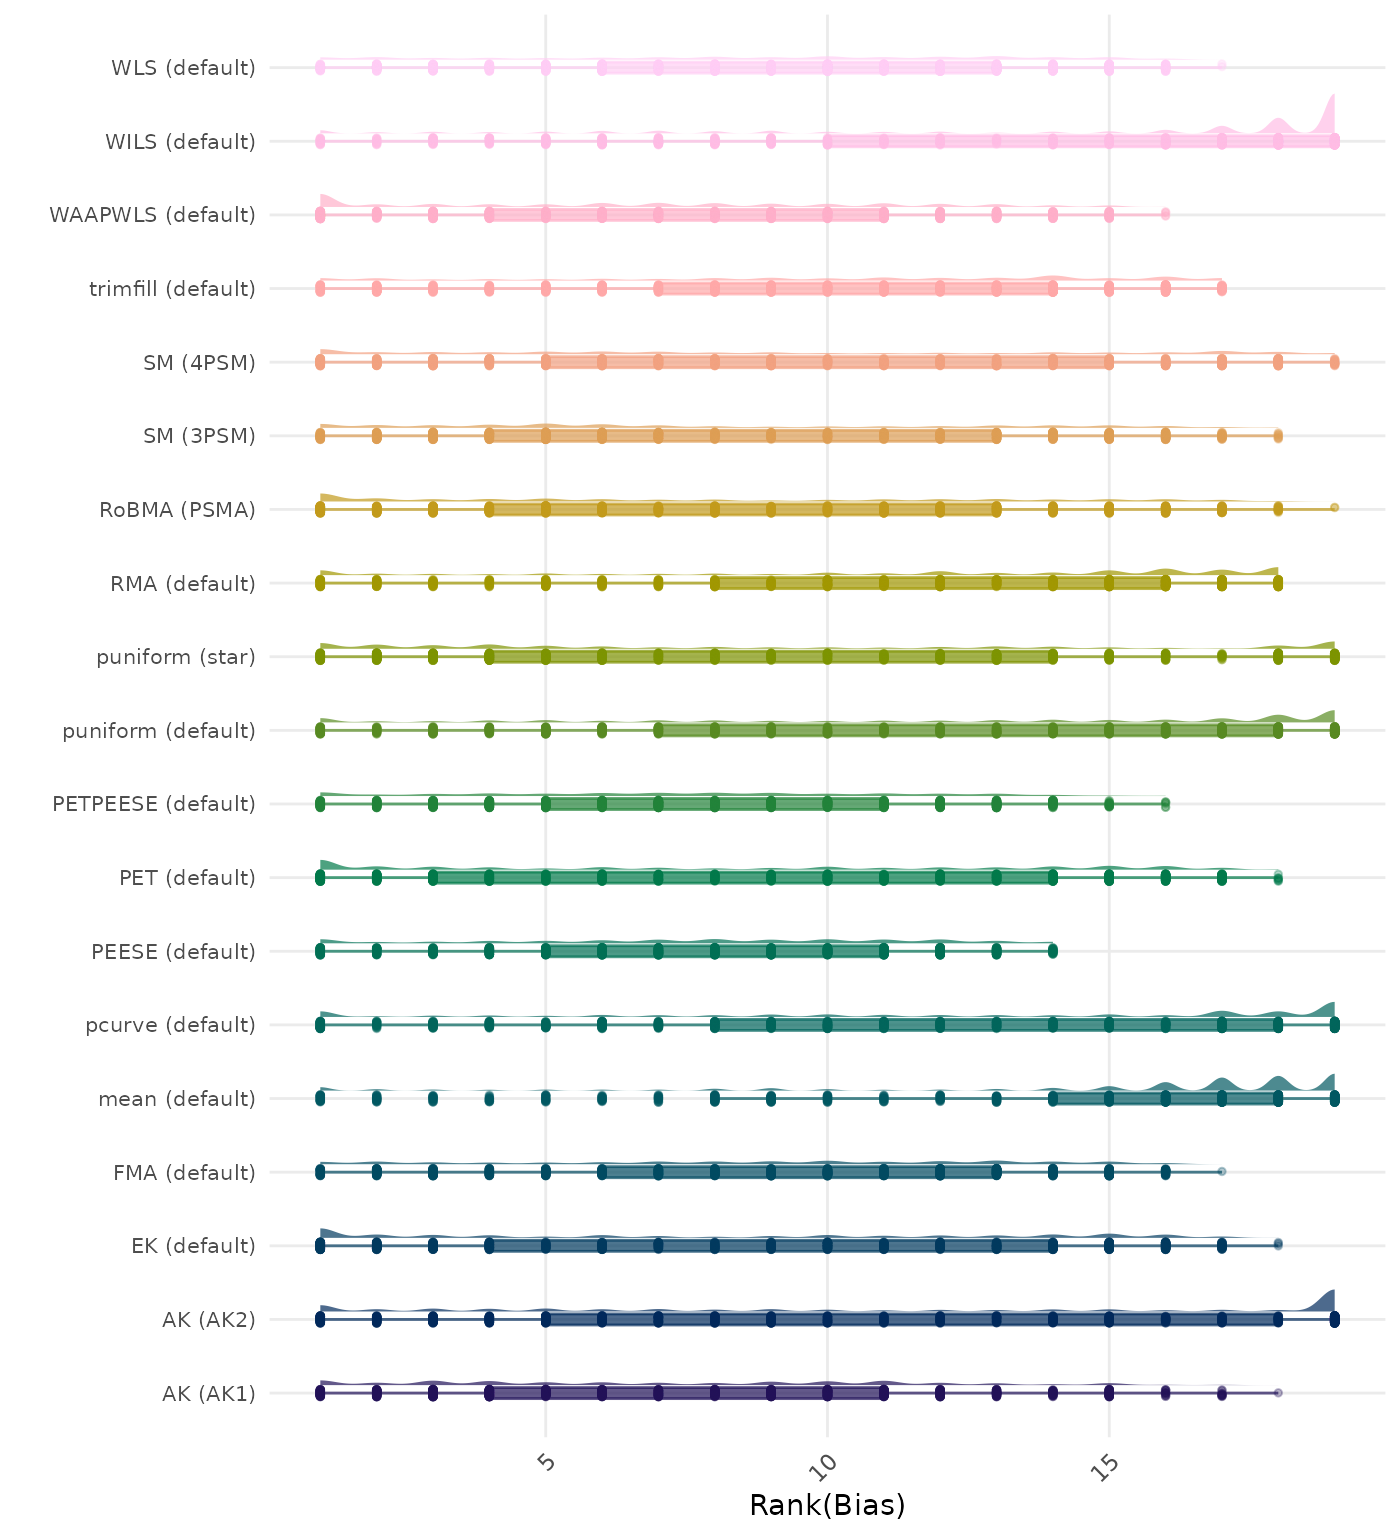 WLS (default)
WILS (default)
WAAPWLS (default)
trimfill (default)
SM (4PSM)
SM (3PSM)
RoBMA (PSMA)
RMA (default)
puniform (star)
puniform (default)
PETPEESE (default)
PET (default)
PEESE (default)
pcurve (default)
mean (default)
FMA (default)
EK (default)
AK (AK2)
AK (AK1)
5 10 15
Rank(Bias)